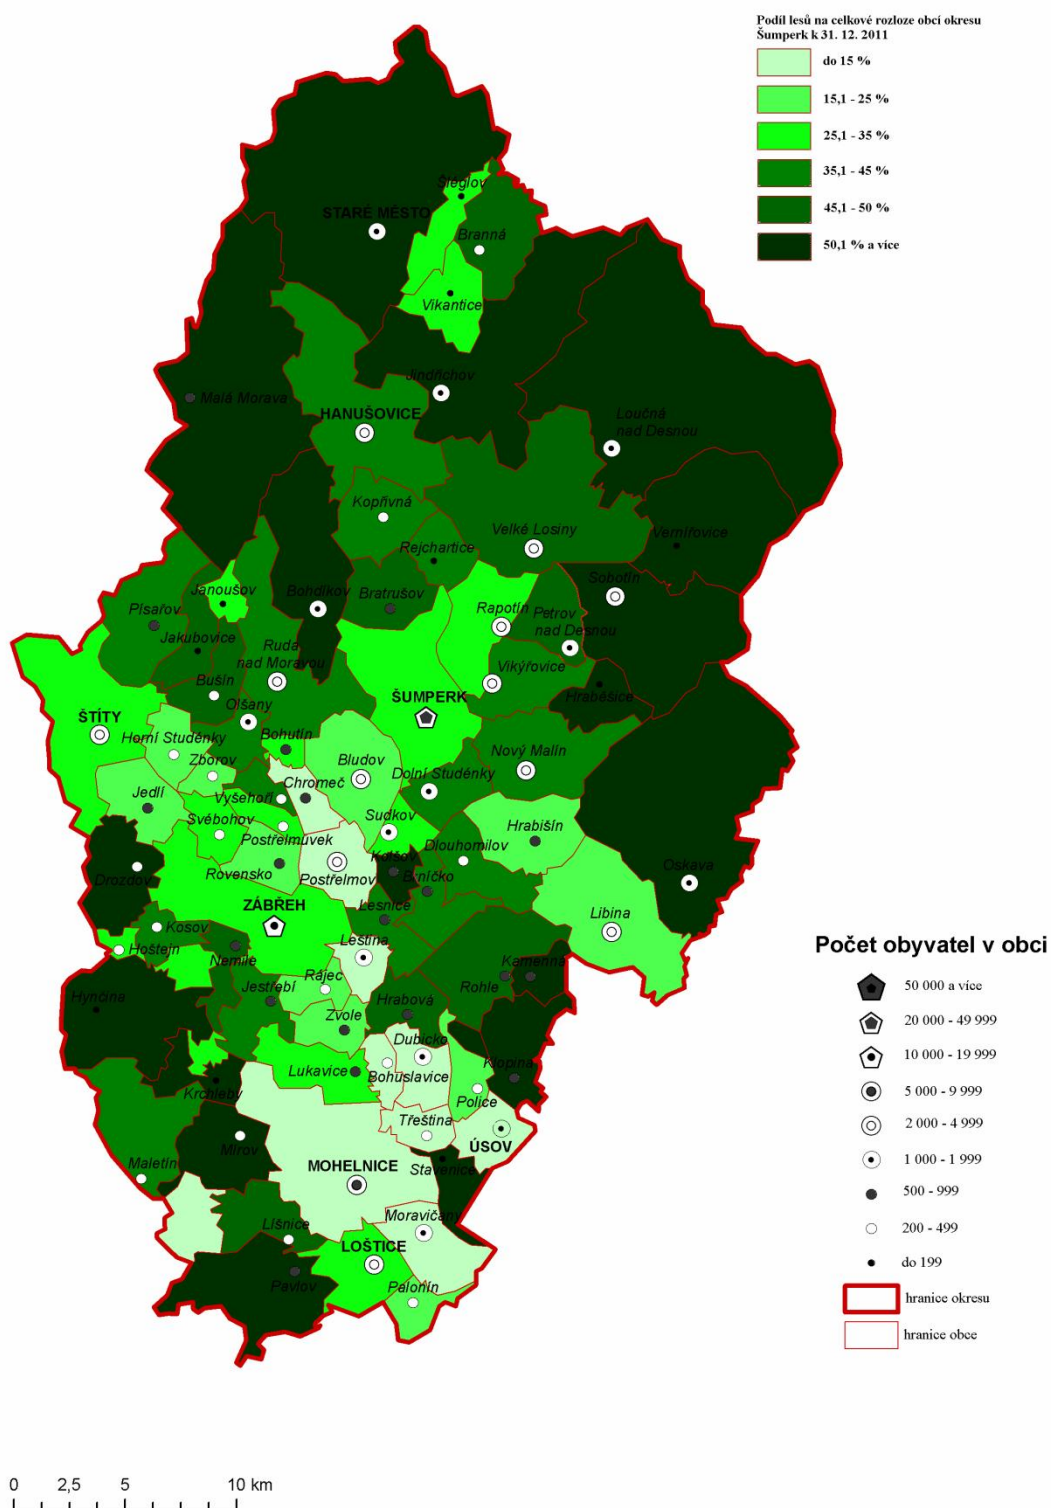 Podíl lesů na celkové rozloze obcí okresu
Šumperk k 31. 12. 2011
do 15 %
15,1 - 25 %
25,1 - 35 %
35,1 - 45 %
45,1 - 50 %
50,1 % a více
Šléglov
STARÉ MĚSTO
Branná
Vikantice
Jindřichov
Malá Morava
HANUŠOVICE
Loučná
nad Desnou
Kopřivná
Velké Losiny
Vernířovice
Rejchartice
Sobotín
Janoušov
Bohdíkov
Bratrušov
Písařov
Rapotín
Petrov
nad Desnou
Jakubovice
Ruda
nad Moravou
Vikýřovice
Bušín
Hraběšice
ŠUMPERK
Olšany
ŠTÍTY
Horní Studénky
Bohutín
Nový Malín
Zborov
Bludov
Dolní Studénky
Chromeč
Jedlí
Vyšehoří
Svébohov
Sudkov
Hrabišín
Postřelmůvek
Dlouhomilov
Kolšov
Rovensko
Postřelmov
Brníčko
Drozdov
Oskava
ZÁBŘEH
Lesnice
Libina
Kosov
Hoštejn
Leština
Nemile
Rájec
Kamenná
Rohle
Jestřebí
Hynčina
Hrabová
Zvole
Dubicko
Lukavice
Bohuslavice
Klopina
Krchleby
Police
Třeština
Mírov
ÚSOV
Maletín
MOHELNICE
Stavenice
Moravičany
Líšnice
LOŠTICE
Pavlov
Palonín
Počet obyvatel v obci
50 000 a více
20 000 - 49 999
10 000 - 19 999
5 000 - 9 999
2 000 - 4 999
1 000 - 1 999
500 - 999
200 - 499
do 199
hranice okresu
hranice obce
0 2,5 5 10 km